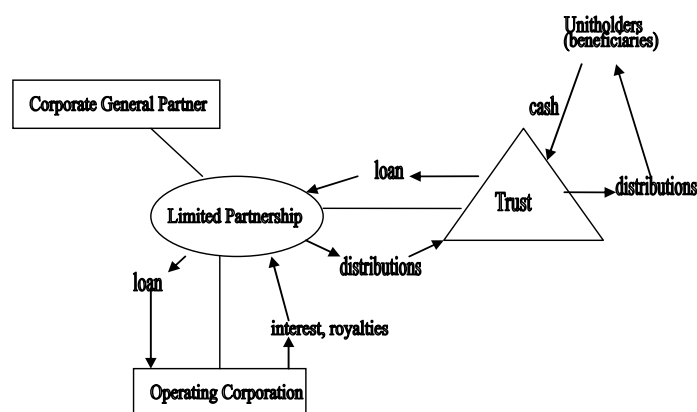 Unitholders
(beneficiaries)
Corporate General Partner
cash
loan
distributions
Trust
Limited Partnership
distributions
loan
interest, royalties
Operating Corporation